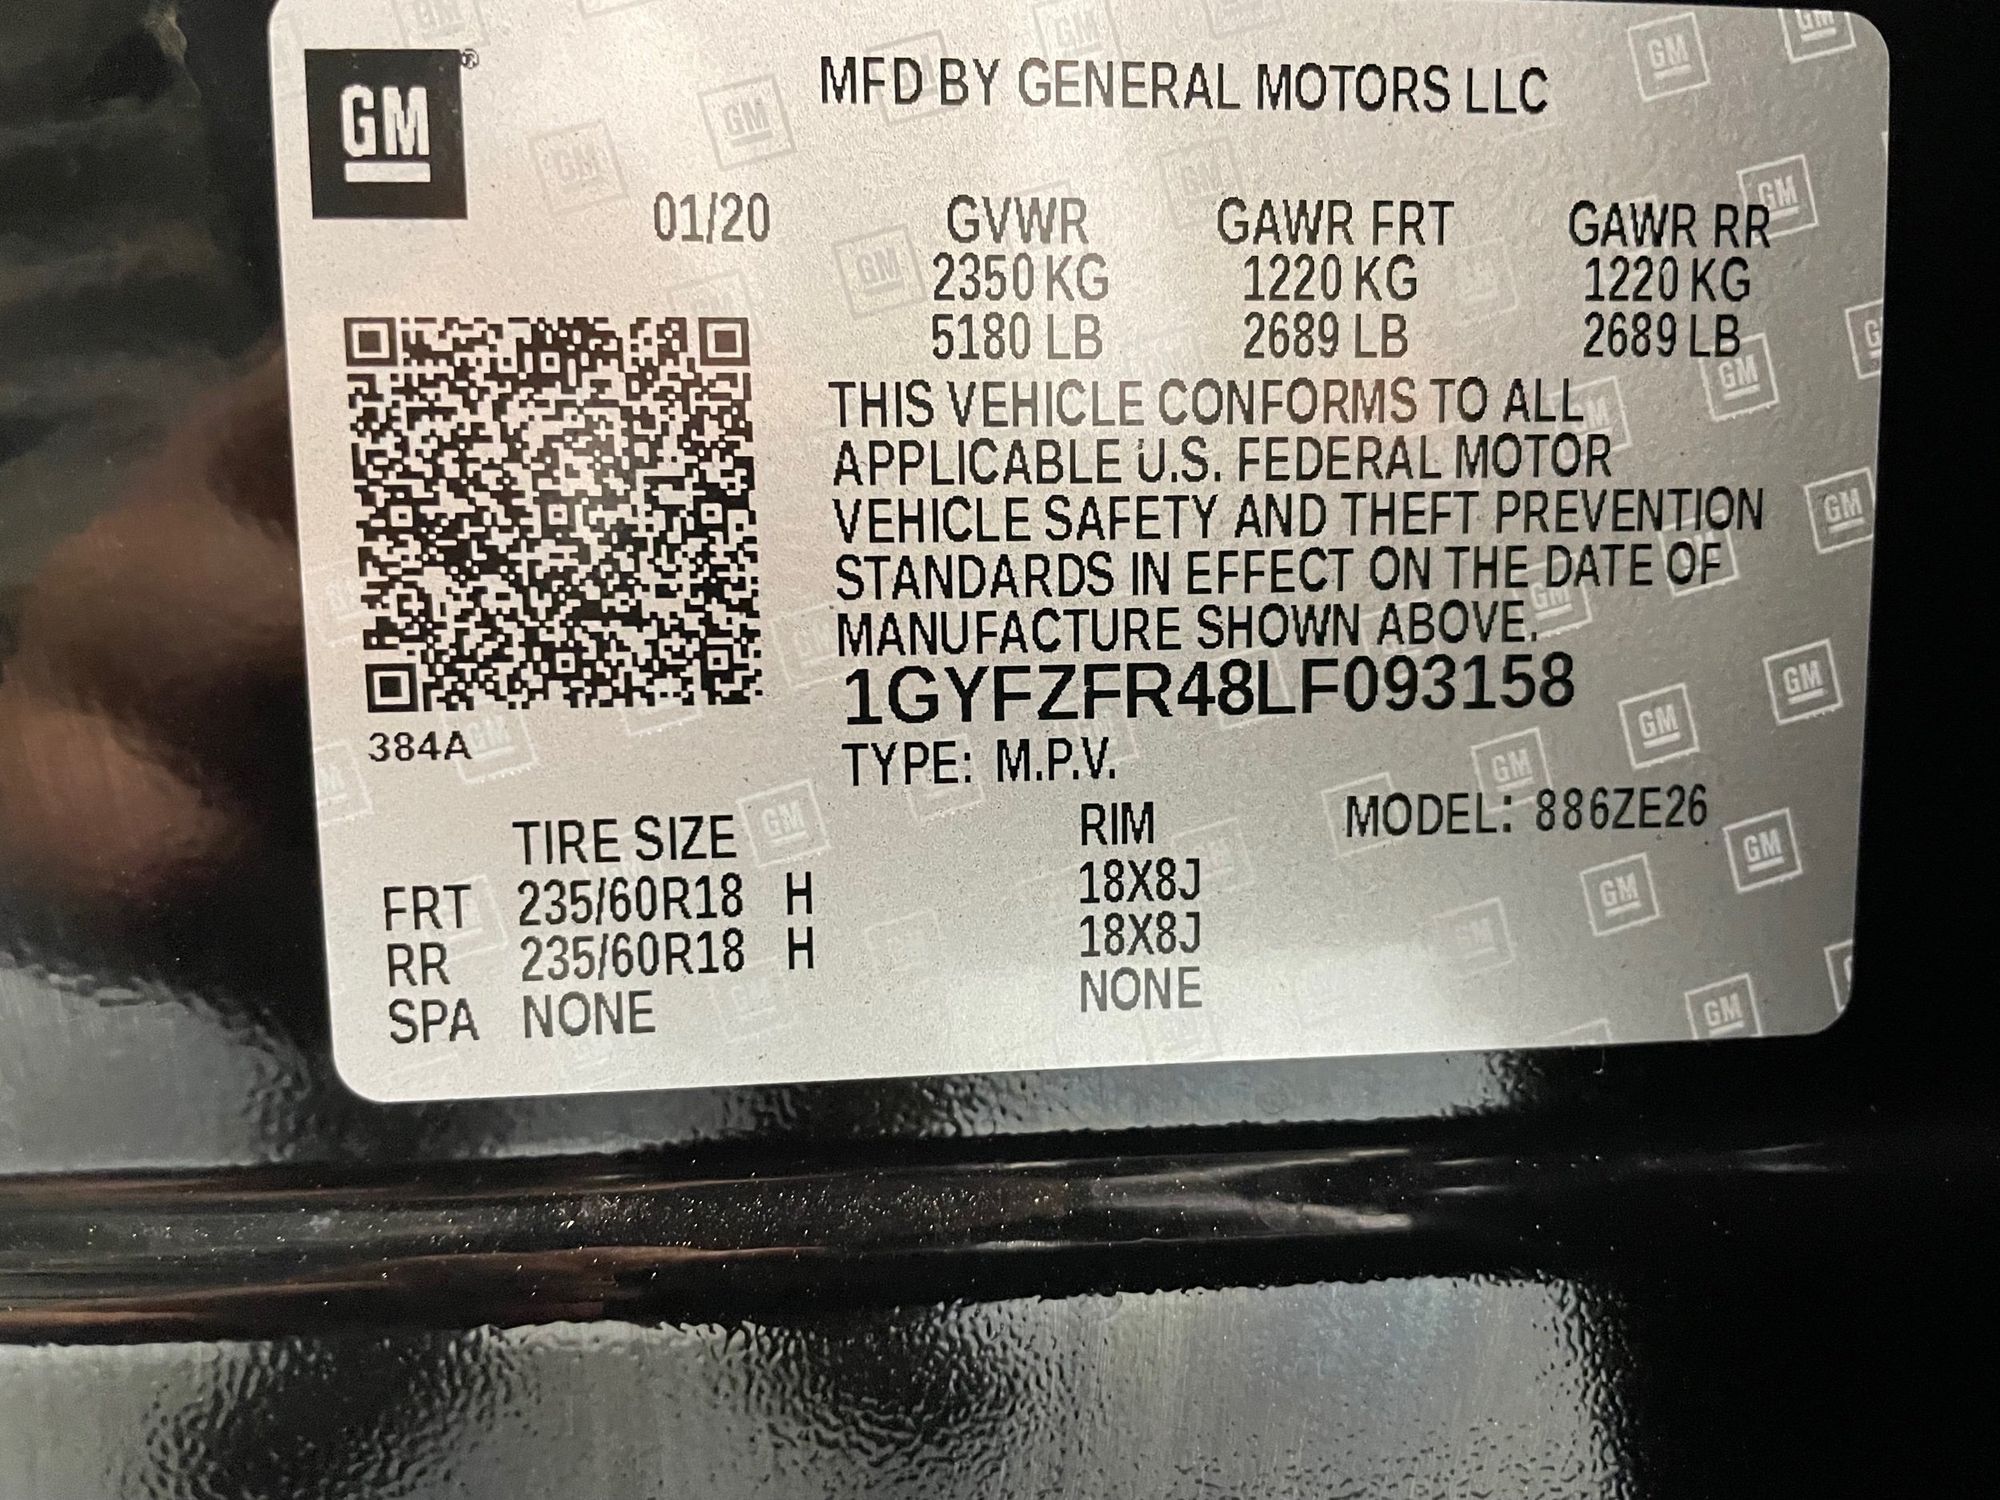 GM®
MFD BY GENERAL MOTORS LLC
01/20 GVWR GAWR FRT GAWR RR
2350 KG 1220 KG 1220 KG
5180 LB 2689 LB 2689 LB
THIS VEHICLE CONFORMS TO ALL
APPLICABLE U.S. FEDERAL MOTOR
VEHICLE SAFETY AND THEFT PREVENTION
STANDARDS IN EFFECT ON THE DATE OF
MANUFACTURE SHOWN ABOVE.
1GYFZFR48LF093158
384A
TYPE: M.P.V.
TIRE SIZE RIM MODEL: 886ZE26
FRT 235/60R18 H 18X8J
RR 235/60R18 H 18X8J
SPA NONE NONE